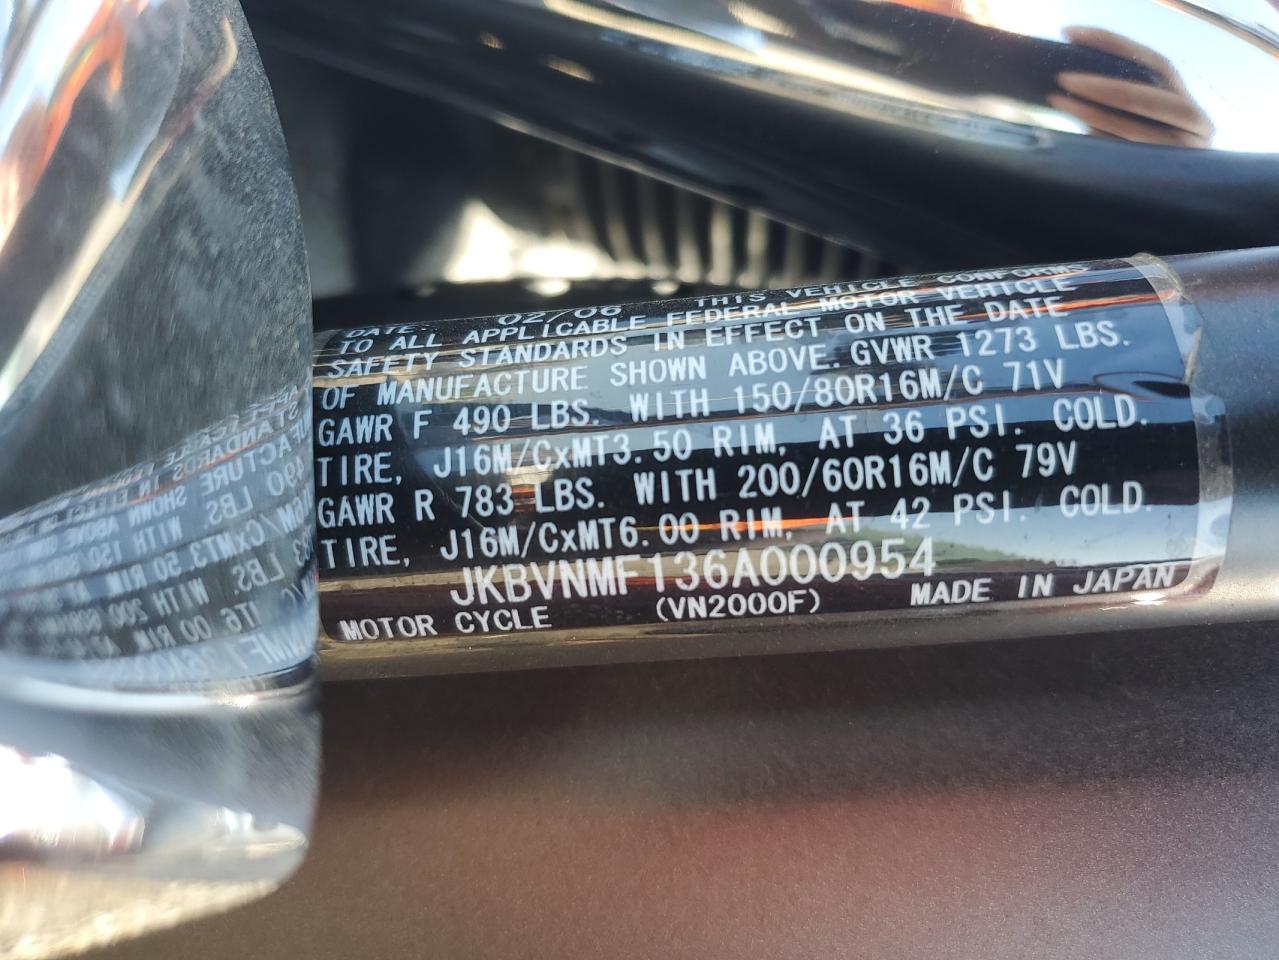 DATE: 02/06 THIS VEHICLE CONFORMS
TO ALL APPLICABLE FEDERAL MOTOR VEHICLE
SAFETY STANDARDS IN EFFECT ON THE DATE
OF MANUFACTURE SHOWN ABOVE. GVWR 1273 LBS.
GAWR F 490 LBS. WITH 150/80R16M/C 71V
TIRE, J16M/CxMT3.50 RIM, AT 36 PSI. COLD.
GAWR R 783 LBS. WITH 200/60R16M/C 79V
TIRE, J16M/CxMT6.00 RIM, AT 42 PSI. COLD.
JKBVNMF136A000954
MOTOR CYCLE (VN2000F) MADE IN JAPAN